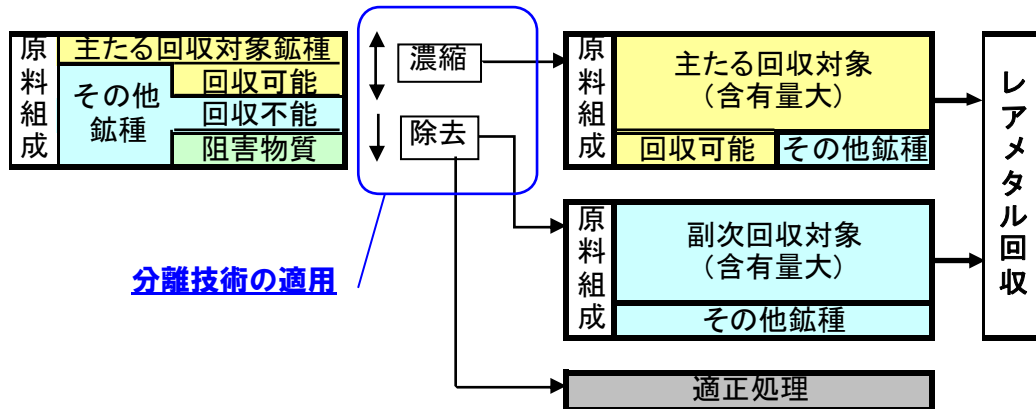 原料組成
主たる回収対象鉱種
その他
鉱種
回収可能
回収不能
阻害物質
濃縮
除去
分離技術の適用
原料組成
主たる回収対象
（含有量大）
回収可能
その他鉱種
原料組成
副次回収対象
（含有量大）
その他鉱種
適正処理
レアメタル回収